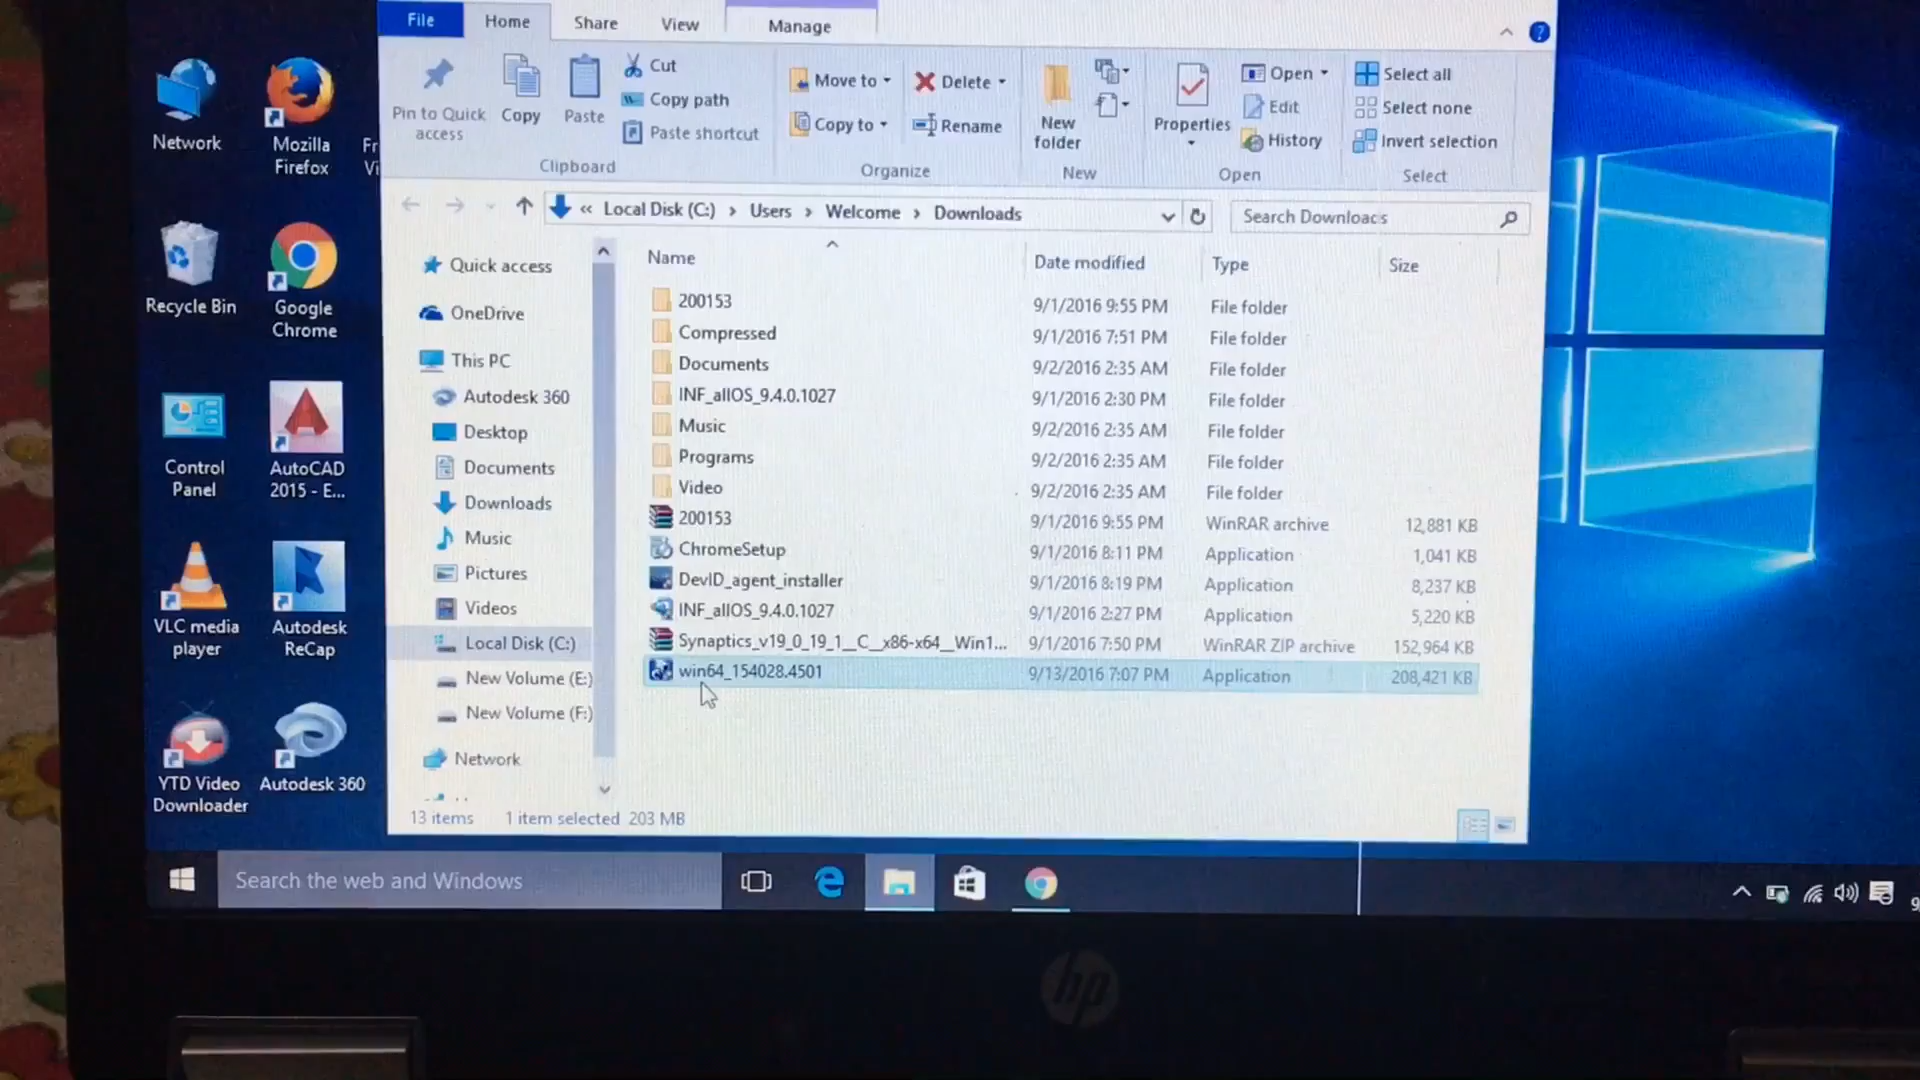 File
Home
Share
View
Manage
Pin to Quick
access
Copy
Paste
Cut
Copy path
Paste shortcut
Clipboard
Move to
Copy to
Delete
Rename
Organize
New
folder
New
Properties
Open
Edit
History
Open
Select all
Select none
Invert selection
Select
« Local Disk (C:) › Users › Welcome › Downloads
Search Downloads
Quick access
OneDrive
This PC
Autodesk 360
Desktop
Documents
Downloads
Music
Pictures
Videos
Local Disk (C:)
New Volume (E:)
New Volume (F:)
Network
Name Date modified Type Size
200153 9/1/2016 9:55 PM File folder
Compressed 9/1/2016 7:51 PM File folder
Documents 9/2/2016 2:35 AM File folder
INF_allOS_9.4.0.1027 9/1/2016 2:30 PM File folder
Music 9/2/2016 2:35 AM File folder
Programs 9/2/2016 2:35 AM File folder
Video 9/2/2016 2:35 AM File folder
200153 9/1/2016 9:55 PM WinRAR archive 12,881 KB
ChromeSetup 9/1/2016 8:11 PM Application 1,041 KB
DevID_agent_installer 9/1/2016 8:19 PM Application 8,237 KB
INF_allOS_9.4.0.1027 9/1/2016 2:27 PM Application 5,220 KB
Synaptics_v19_0_19_1__C__x86-x64__Win1... 9/1/2016 7:50 PM WinRAR ZIP archive 152,964 KB
win64_154028.4501 9/13/2016 7:07 PM Application 208,421 KB
13 items 1 item selected 203 MB
Network
Mozilla
Firefox
Fr
Vi
Recycle Bin
Google
Chrome
Control
Panel
AutoCAD
2015 - E...
VLC media
player
Autodesk
ReCap
YTD Video
Downloader
Autodesk 360
Search the web and Windows
9
hp